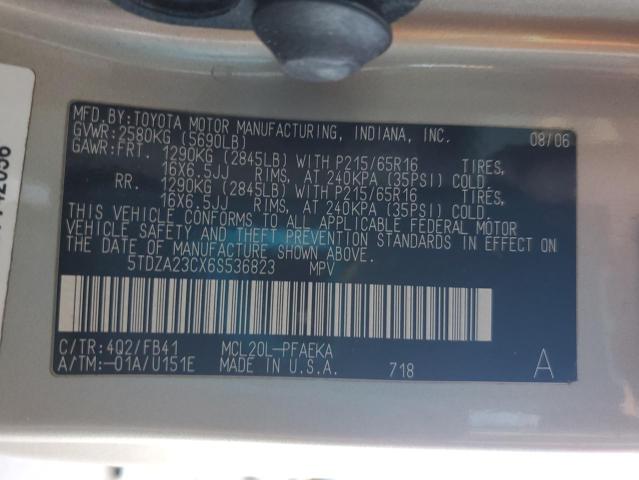 MFD.BY:TOYOTA MOTOR MANUFACTURING, INDIANA, INC. 08/06
GVWR:2580KG (5690LB)
GAWR:FRT. 1290KG (2845LB) WITH P215/65R16 TIRES,
16X6.5JJ RIMS, AT 240KPA (35PSI) COLD.
RR. 1290KG (2845LB) WITH P215/65R16 TIRES,
16X6.5JJ RIMS, AT 240KPA (35PSI) COLD.
THIS VEHICLE CONFORMS TO ALL APPLICABLE FEDERAL MOTOR
VEHICLE SAFETY AND THEFT PREVENTION STANDARDS IN EFFECT ON
THE DATE OF MANUFACTURE SHOWN ABOVE.
5TDZA23CX6S536823 MPV
C/TR:4Q2/FB41 MCL20L-PFAEKA
A/TM:-01A/U151E MADE IN U.S.A. 718 A